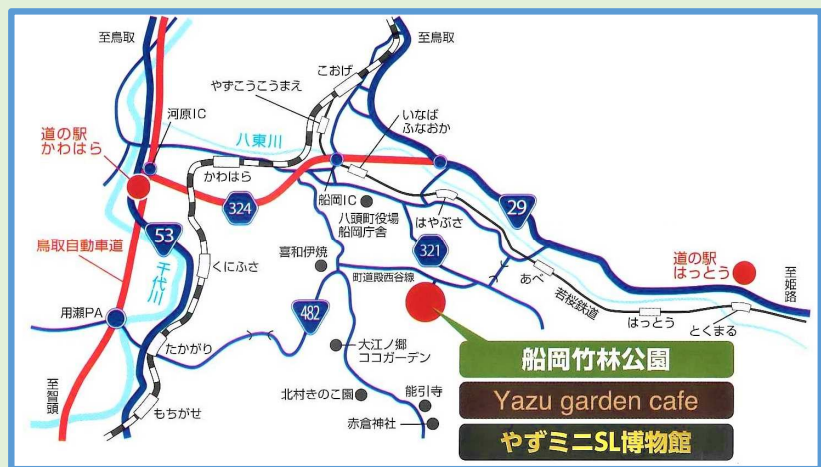 至鳥取
至鳥取
こおげ
やずこうこうまえ
河原IC
いなば
ふなおか
八東川
道の駅
かわはら
かわはら
船岡IC
324
八頭町役場
船岡庁舎
はやぶさ
29
53
鳥取自動車道
千代川
くにふさ
喜和伊焼
321
町道殿西谷線
道の駅
はっとう
至姫路
あべ
若桜鉄道
用瀬PA
482
はっとう
とくまる
たかがり
大江ノ郷
ココガーデン
船岡竹林公園
至智頭
北村きのこ園
能引寺
Yazu garden cafe
もちがせ
赤倉神社
やずミニSL博物館